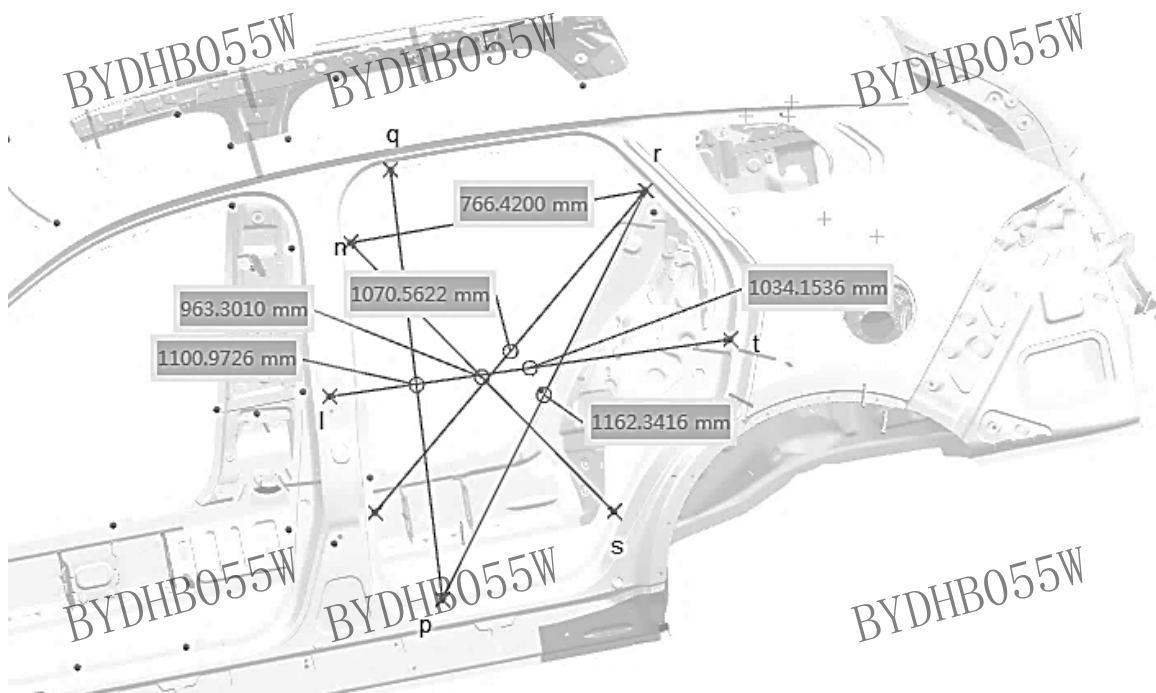 BYDHB055W
BYDHB055W
BYDHB055W
q
r
766.4200 mm
n
1070.5622 mm
1034.1536 mm
963.3010 mm
1100.9726 mm
t
l
1162.3416 mm
s
BYDHB055W
BYDHB055W
BYDHB055W
p